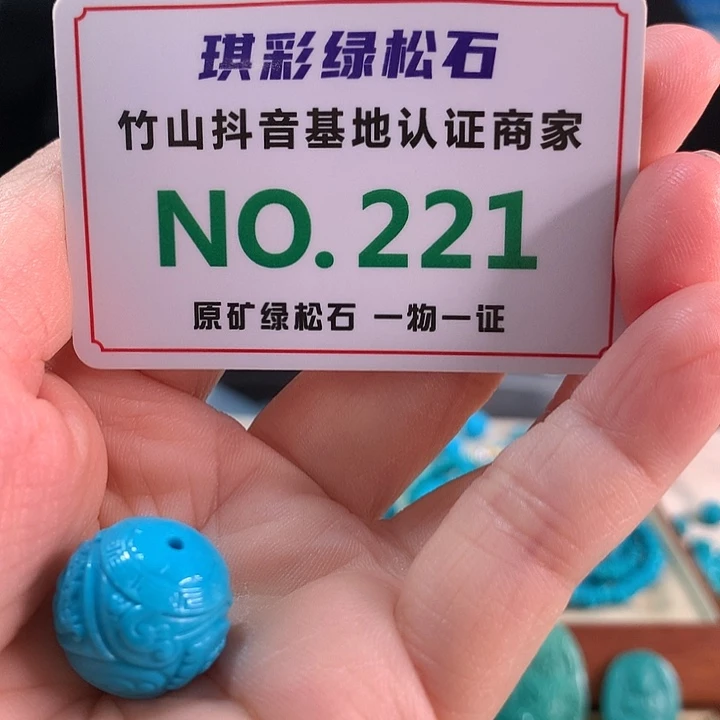 琪彩绿松石
竹山抖音基地认证商家
NO. 221
原矿绿松石 一物一证